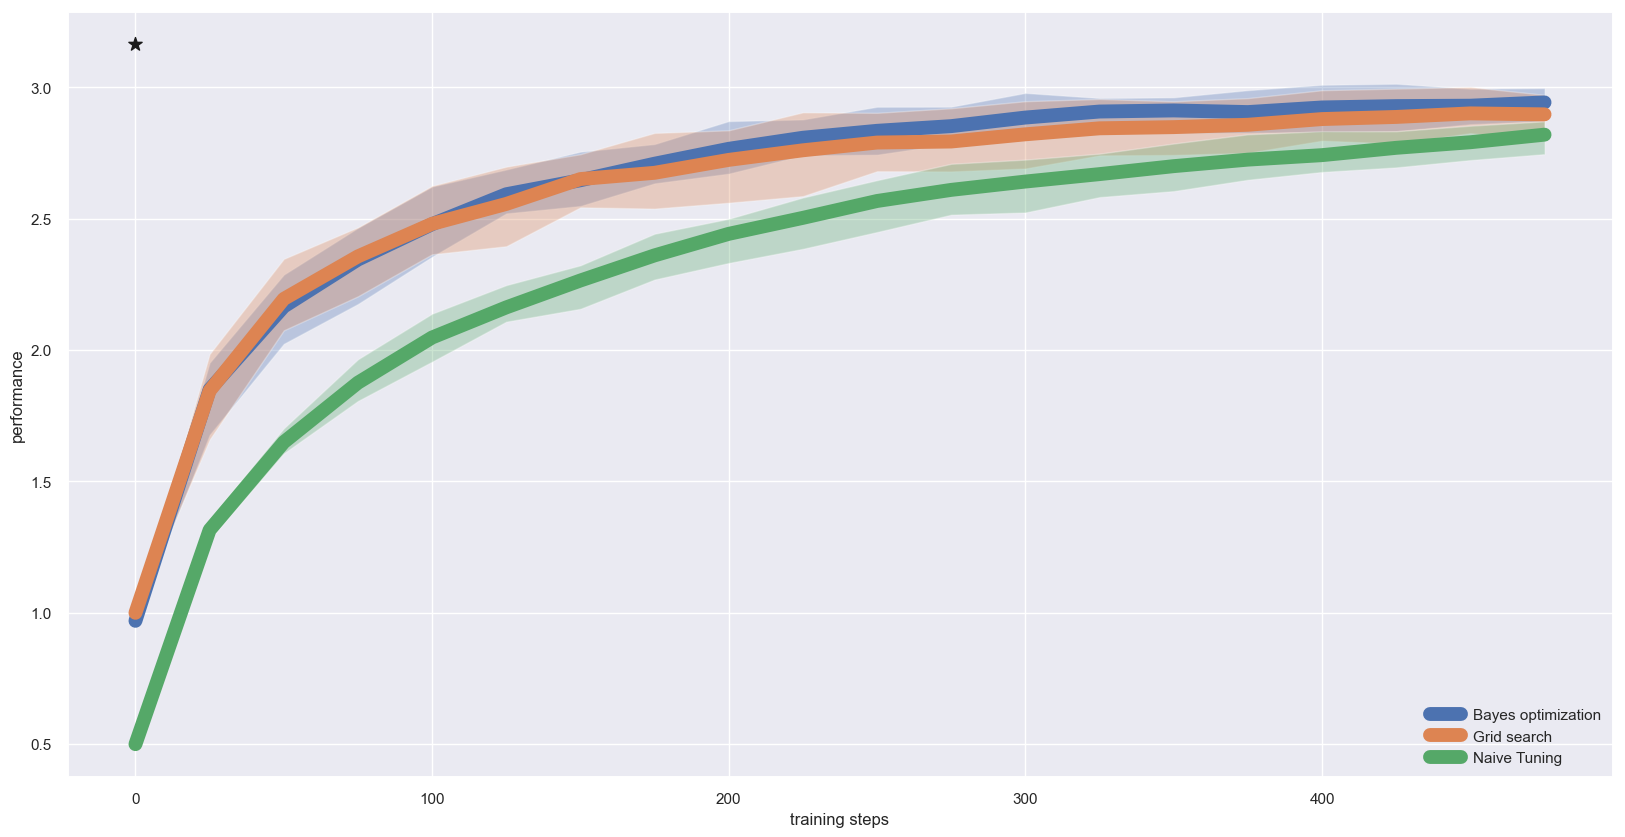 3.0
2.5
2.0
1.5
1.0
0.5
performance
0
100
200
300
400
training steps
Bayes optimization
Grid search
Naive Tuning